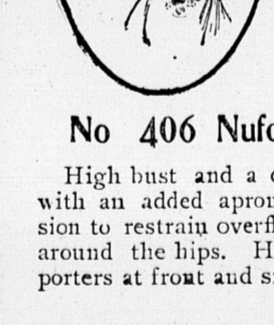 No 406 Nufo
High bust and a
with an added apron
sion to restrain overfl
around the hips. H
porters at front and si